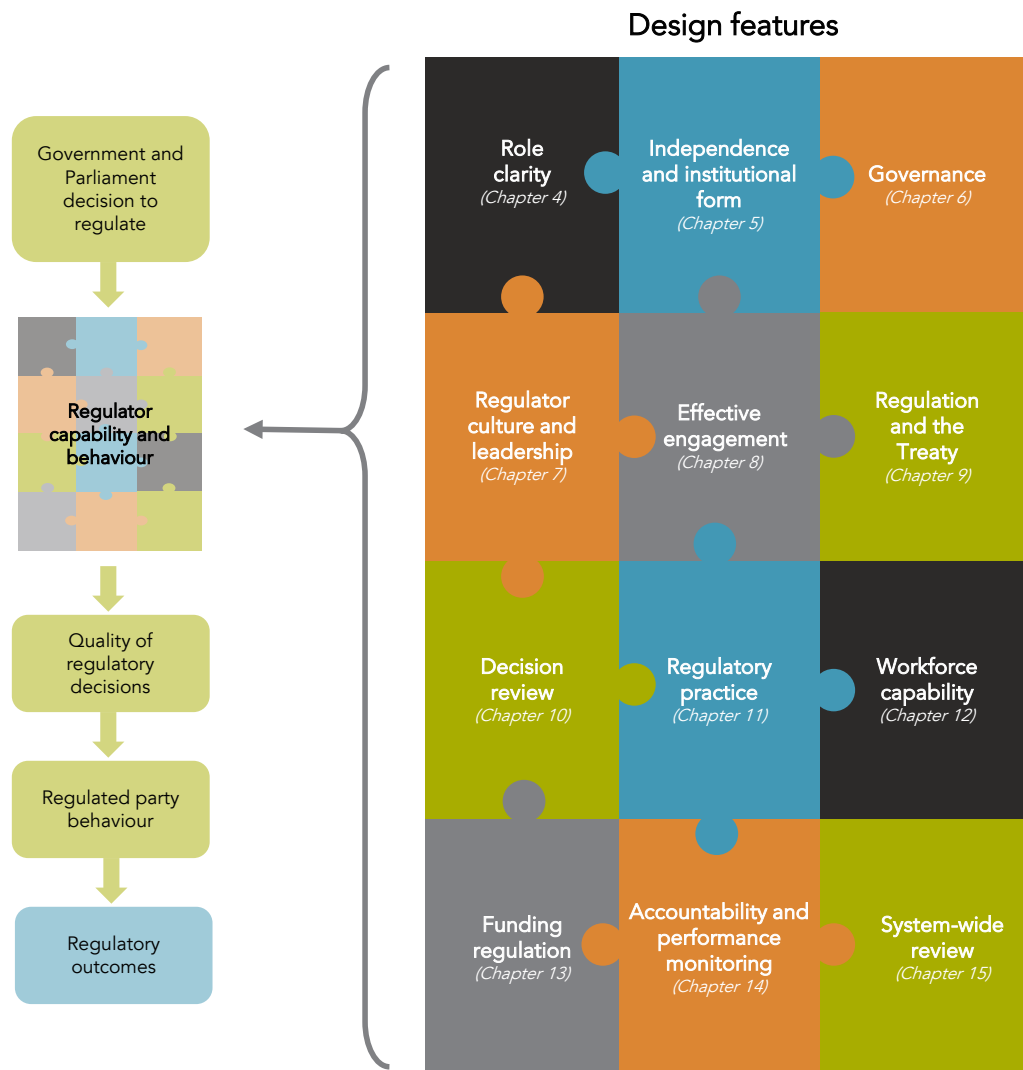 Design features
Government and
Parliament
decision to
regulate
Regulator
capability and
behaviour
Quality of
regulatory
decisions
Regulated party
behaviour
Regulatory
outcomes
Role
clarity
(Chapter 4)
Independence
and institutional
form
(Chapter 5)
Governance
(Chapter 6)
Regulator
culture and
leadership
(Chapter 7)
Effective
engagement
(Chapter 8)
Regulation
and the
Treaty
(Chapter 9)
Decision
review
(Chapter 10)
Regulatory
practice
(Chapter 11)
Workforce
capability
(Chapter 12)
Funding
regulation
(Chapter 13)
Accountability and
performance
monitoring
(Chapter 14)
System-wide
review
(Chapter 15)